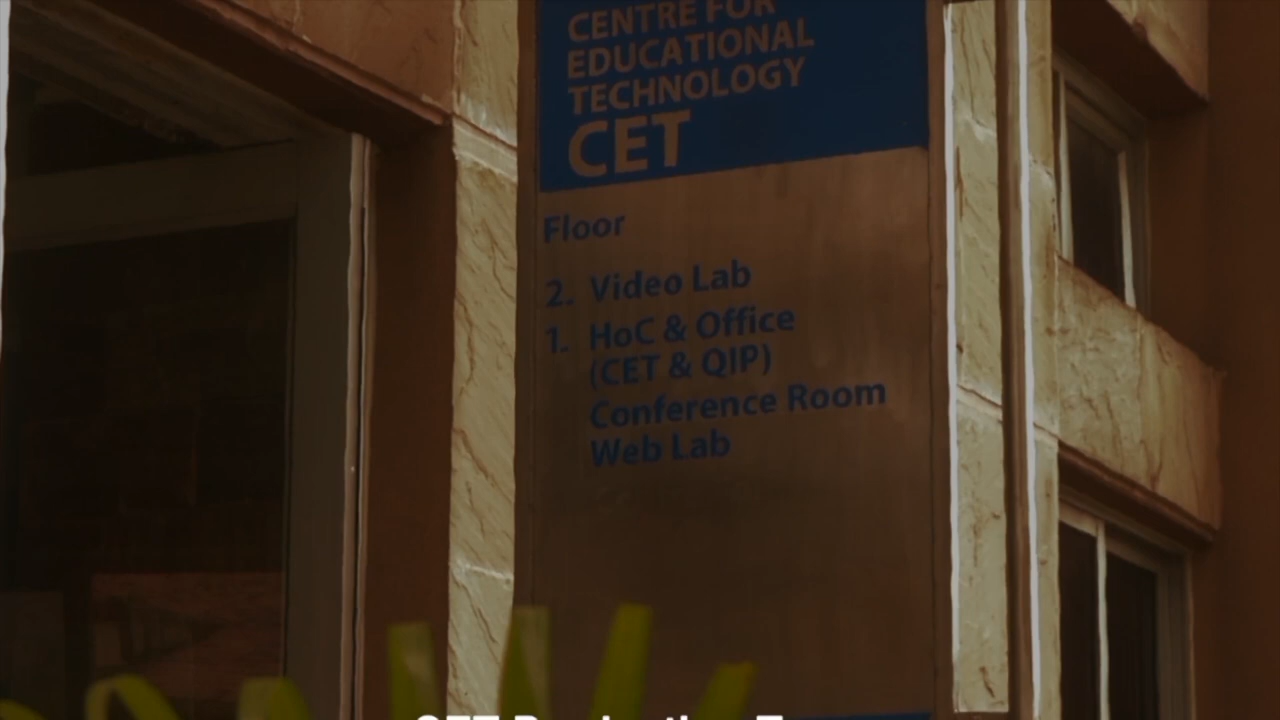 CENTRE FOR
EDUCATIONAL
TECHNOLOGY
CET
Floor
2. Video Lab
1. HoC & Office
(CET & QIP)
Conference Room
Web Lab